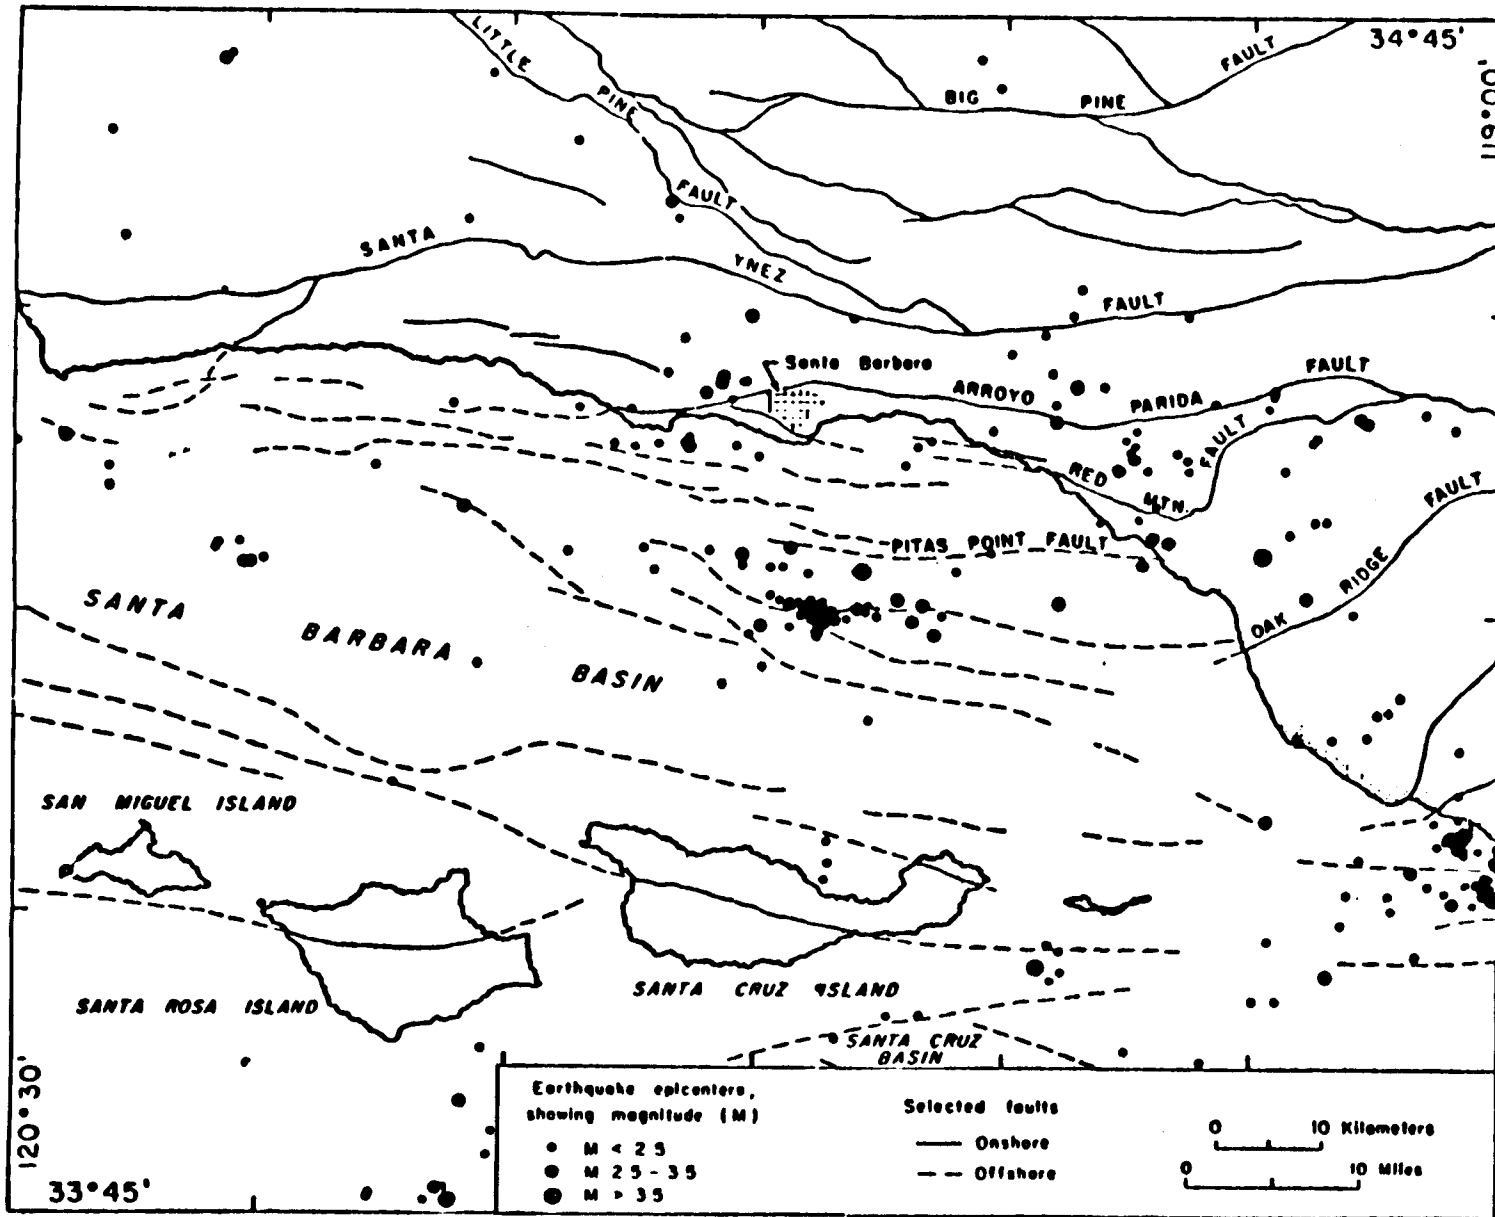 34°45'
119°00'
LITTLE PINE FAULT
BIG PINE FAULT
SANTA YNEZ FAULT
Santa Barbara
ARROYO PARIDA FAULT
RED MTN. FAULT
PITAS POINT FAULT
OAK RIDGE FAULT
SANTA BARBARA BASIN
SAN MIGUEL ISLAND
SANTA ROSA ISLAND
SANTA CRUZ ISLAND
SANTA CRUZ
BASIN
120°30'
33°45'
Earthquake epicenters,
showing magnitude (M)
M < 2.5
M 2.5 - 3.5
M > 3.5
Selected faults
Onshore
Offshore
0 10 Kilometers
0 10 Miles